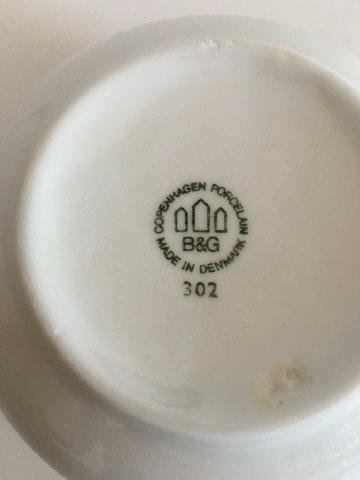 COPENHAGEN PORCELAIN
B&G
MADE IN DENMARK
302